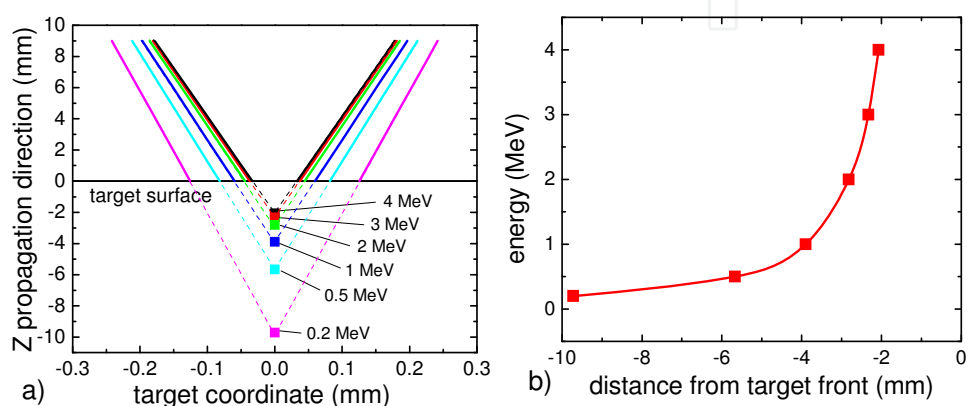 Z propagation direction (mm)
10
8
6
4
2
0
-2
-4
-6
-8
-10
target surface
4 MeV
3 MeV
2 MeV
1 MeV
0.5 MeV
0.2 MeV
-0.3 -0.2 -0.1 0.0 0.1 0.2 0.3
target coordinate (mm)
a)
energy (MeV)
4
3
2
1
0
-10 -8 -6 -4 -2 0
distance from target front (mm)
b)